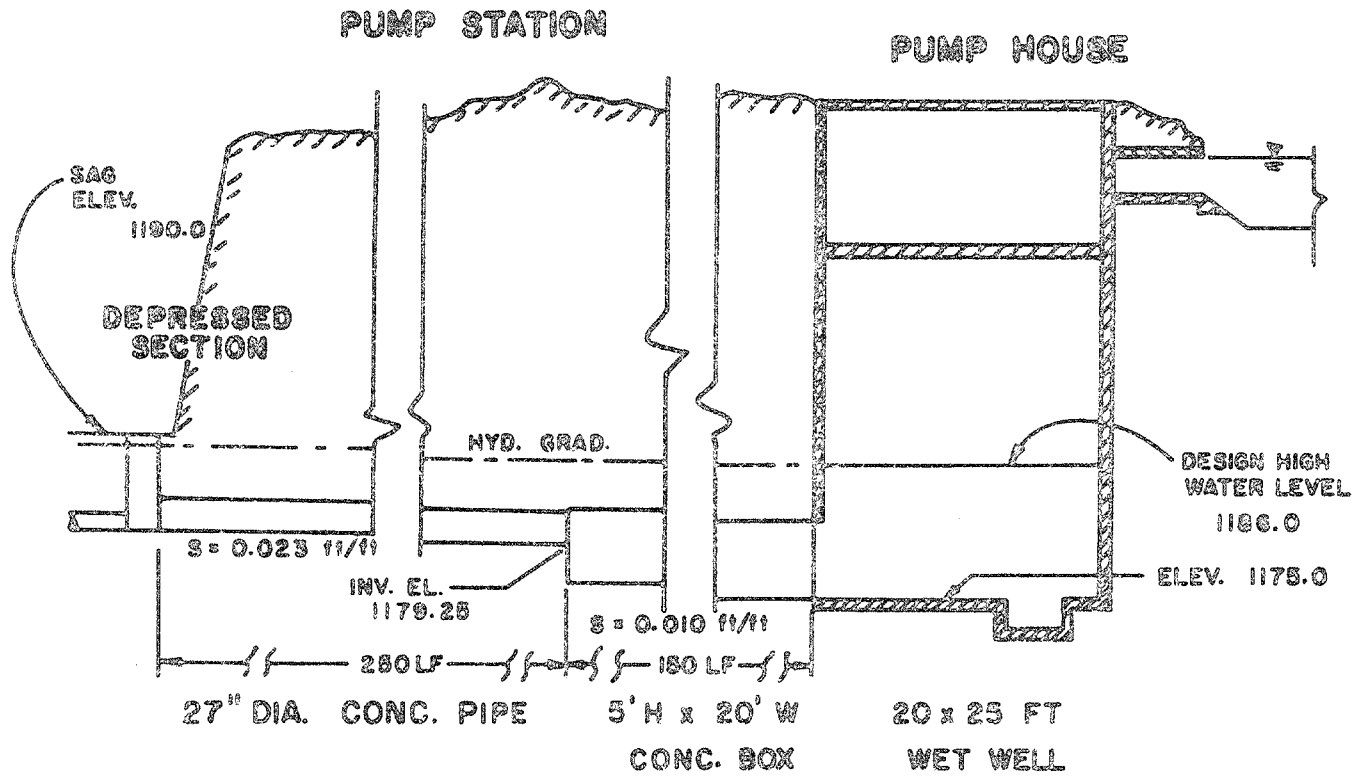 PUMP STATION
PUMP HOUSE
SAG
ELEV.
1190.0
DEPRESSED
SECTION
HYD. GRAD.
DESIGN HIGH
WATER LEVEL
1186.0
S = 0.023 ft/ft
INV. EL.
1179.25
ELEV. 1175.0
S = 0.010 ft/ft
250 LF
150 LF
27" DIA. CONC. PIPE
5' H x 20' W
CONC. BOX
20 x 25 FT
WET WELL